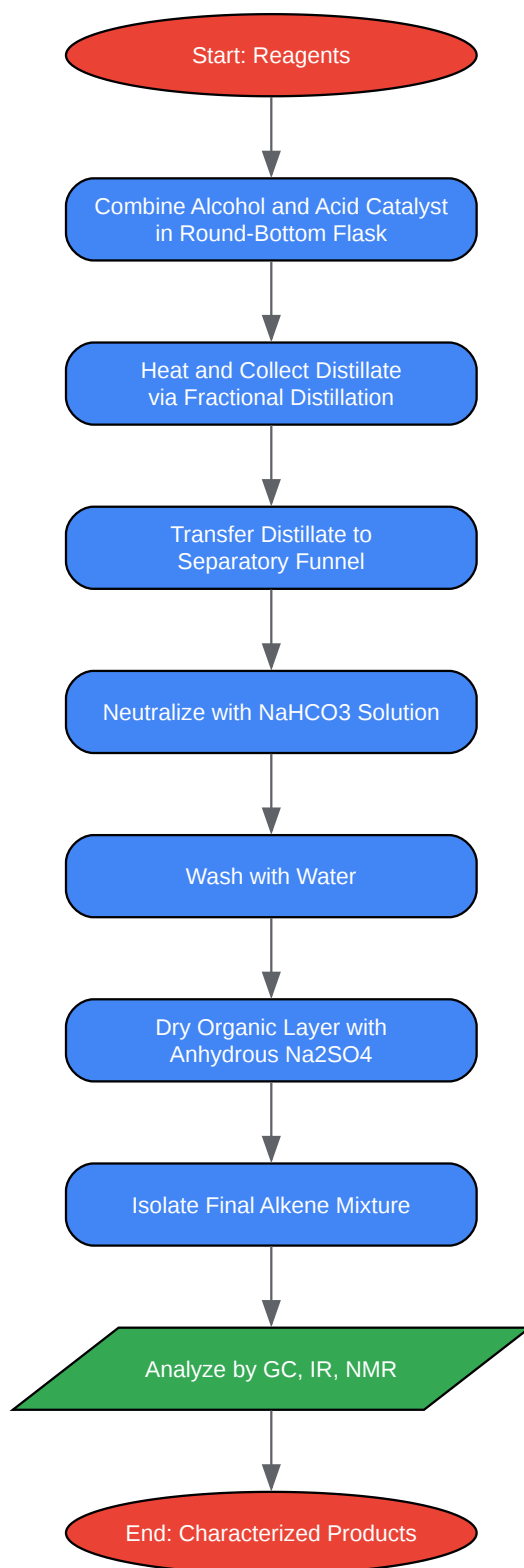 Start: Reagents
Combine Alcohol and Acid Catalyst
in Round-Bottom Flask
Heat and Collect Distillate
via Fractional Distillation
Transfer Distillate to
Separatory Funnel
Neutralize with NaHCO3 Solution
Wash with Water
Dry Organic Layer with
Anhydrous Na2SO4
Isolate Final Alkene Mixture
Analyze by GC, IR, NMR
End: Characterized Products